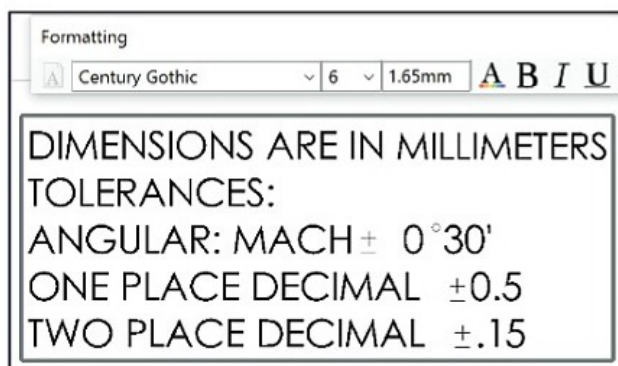 Formatting
A Century Gothic 6 1.65mm A B I U
DIMENSIONS ARE IN MILLIMETERS
TOLERANCES:
ANGULAR: MACH± 0°30'
ONE PLACE DECIMAL ±0.5
TWO PLACE DECIMAL ±.15